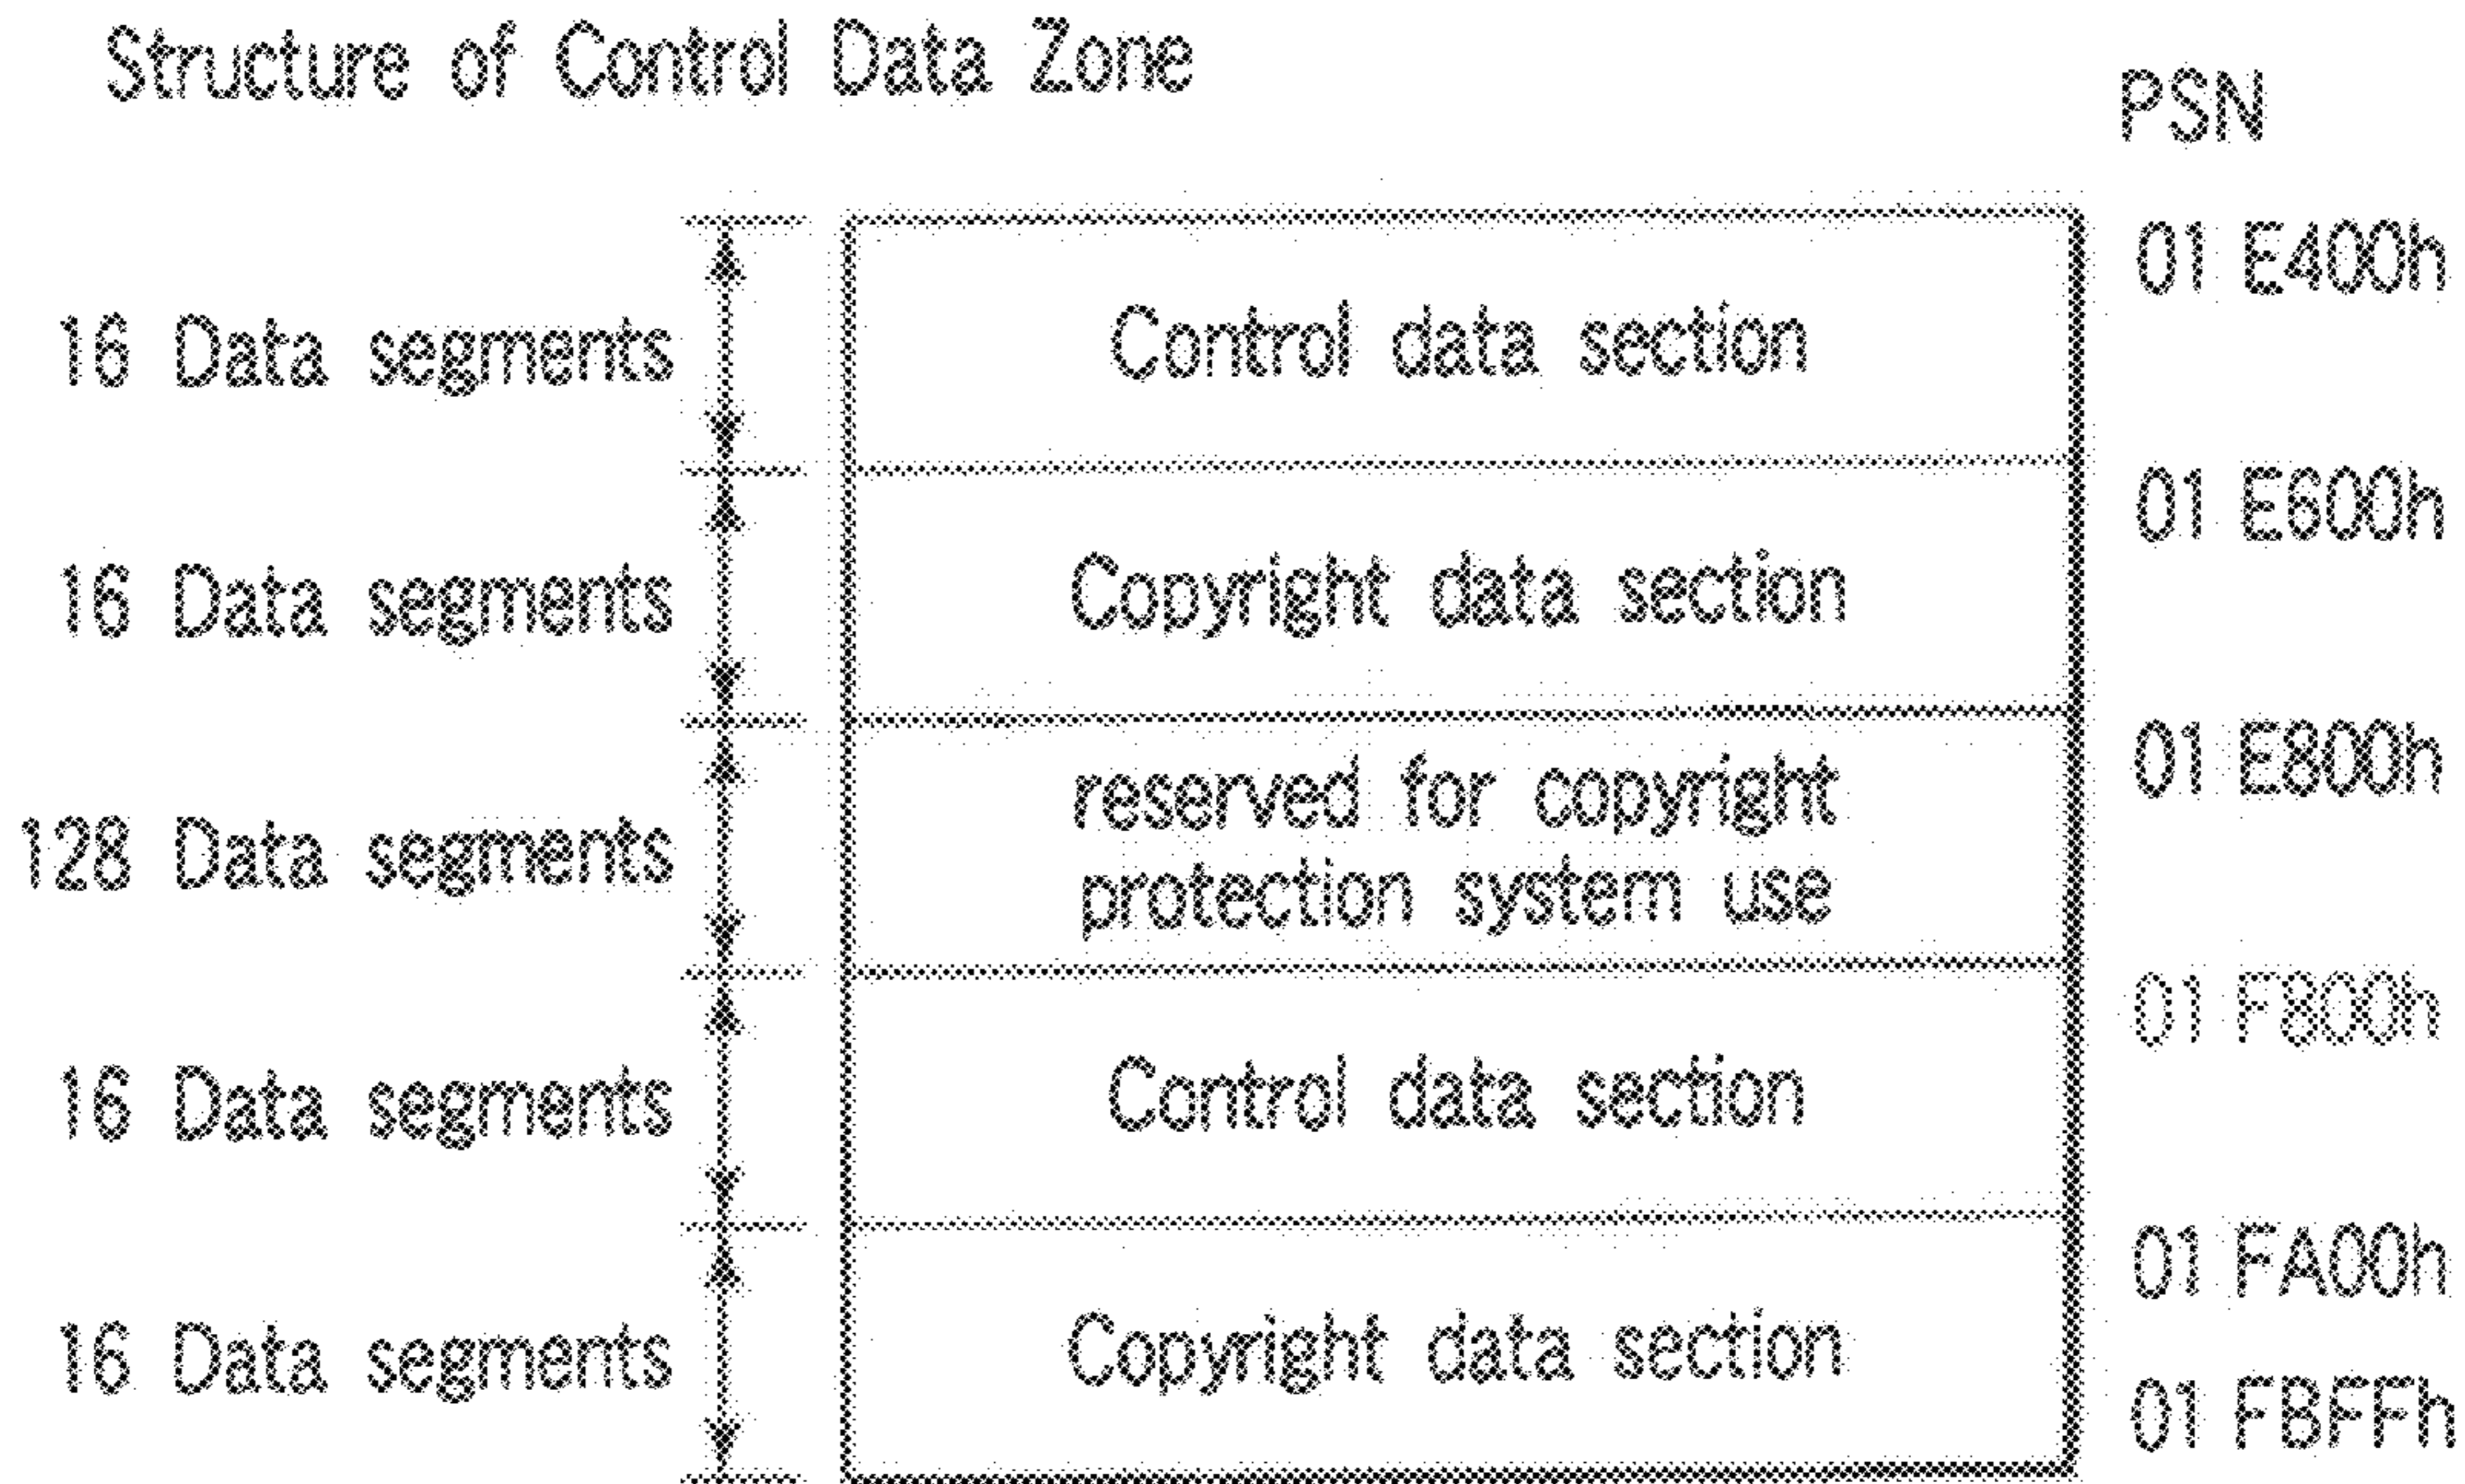 Structure of Control Data Zone
PSN
01 E400h
16 Data segments
Control data section
01 E600h
16 Data segments
Copyright data section
01 E800h
128 Data segments
reserved for copyright
protection system use
01 F800h
16 Data segments
Control data section
01 FA00h
16 Data segments
Copyright data section
01 FBFFh